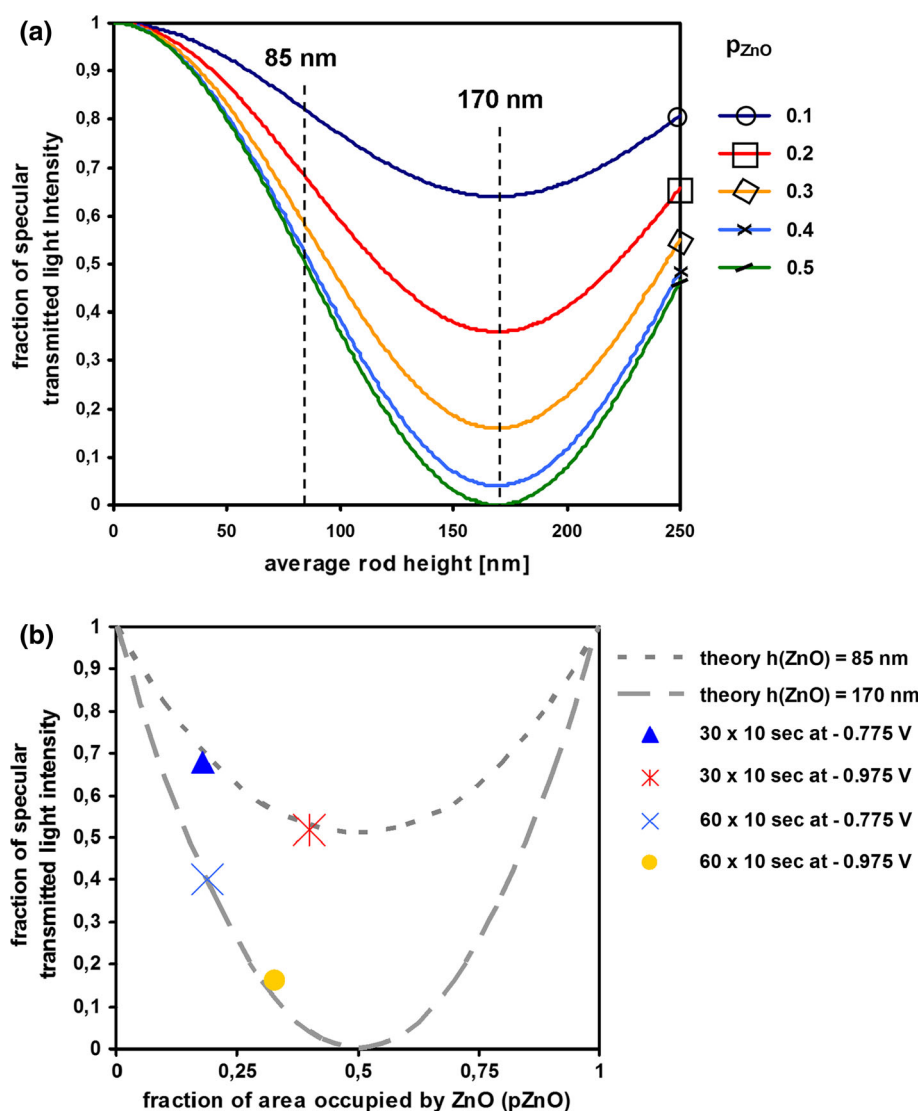 (a)
1
0,9
0,8
0,7
0,6
0,5
0,4
0,3
0,2
0,1
0
fraction of specular
transmitted light Intensity
85 nm
170 nm
0
50
100
150
200
250
average rod height [nm]
pZnO
0.1
0.2
0.3
0.4
0.5
(b)
1
0,9
0,8
0,7
0,6
0,5
0,4
0,3
0,2
0,1
0
fraction of specular
transmitted light intensity
0
0,25
0,5
0,75
1
fraction of area occupied by ZnO (pZnO)
theory h(ZnO) = 85 nm
theory h(ZnO) = 170 nm
30 x 10 sec at - 0.775 V
30 x 10 sec at - 0.975 V
60 x 10 sec at - 0.775 V
60 x 10 sec at - 0.975 V